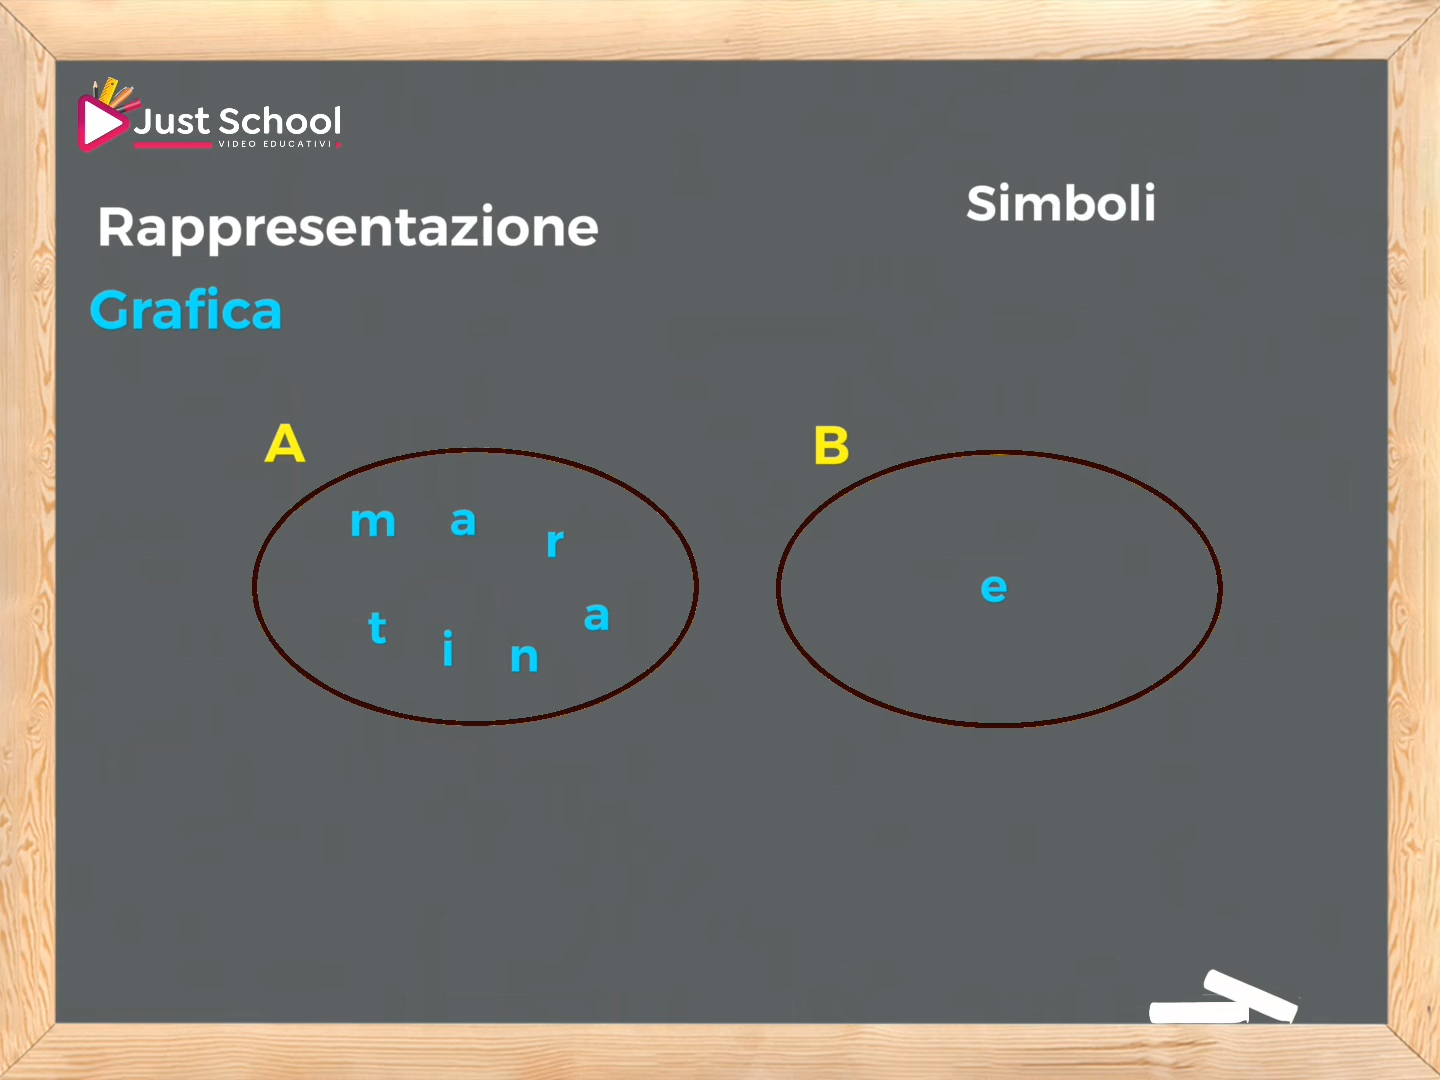 Just School
VIDEO EDUCATIVI
Simboli
Rappresentazione
Grafica
A
B
m a r
t i n a
e